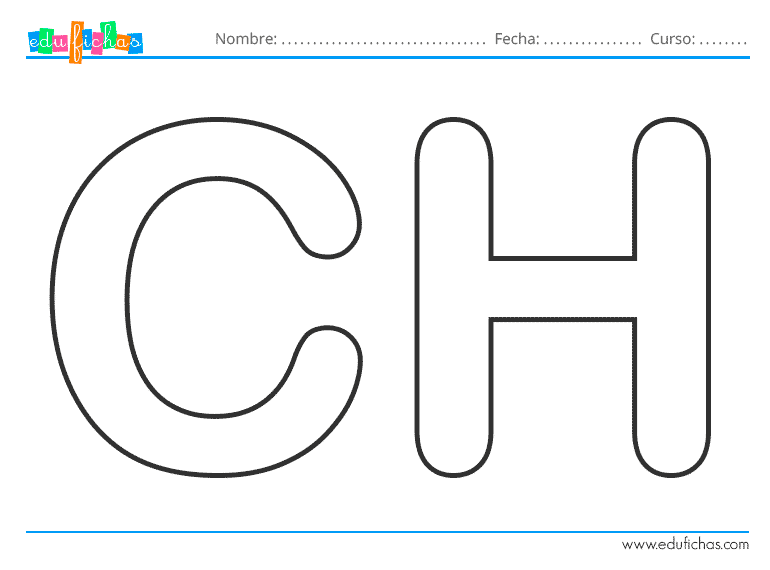 edufichas
Nombre: ................................. Fecha: ................ Curso: ........
CH
www.edufichas.com